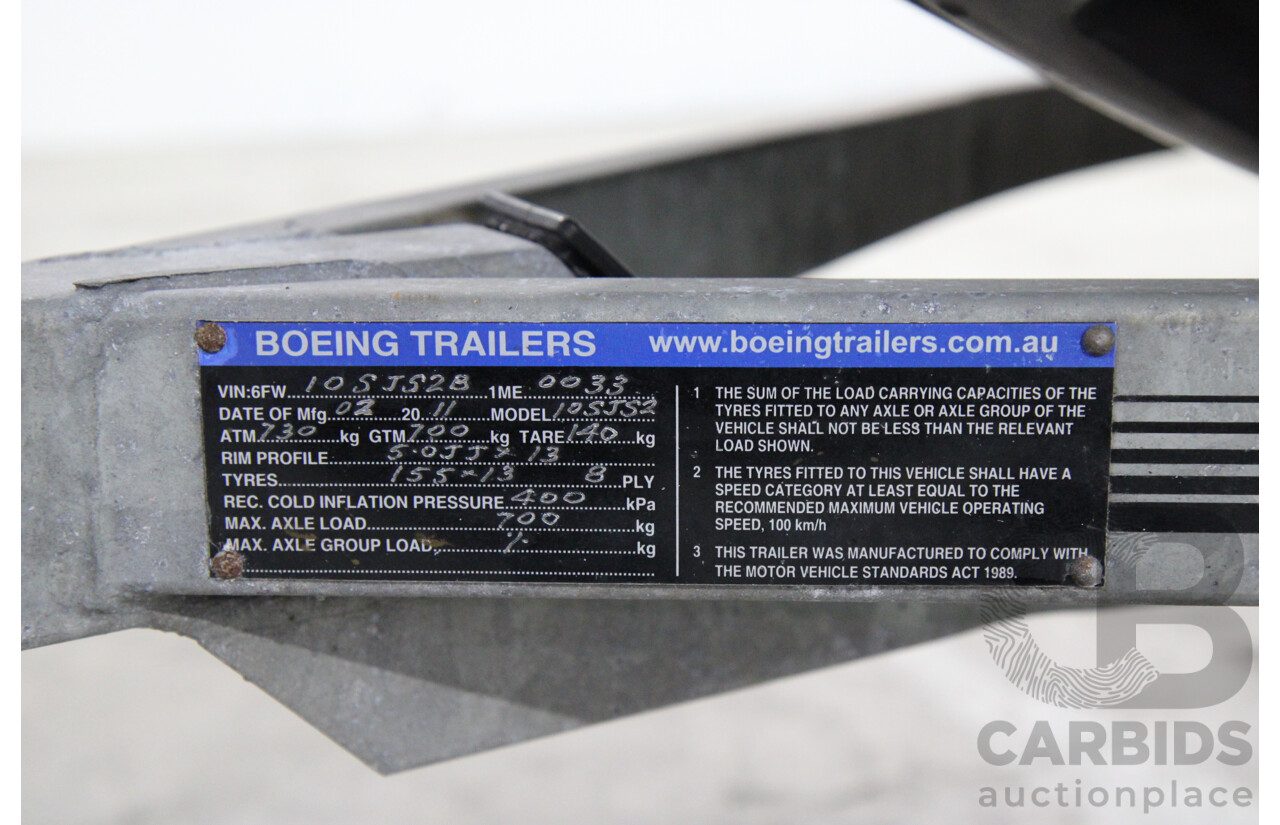 BOEING TRAILERS www.boeingtrailers.com.au
VIN:6FW 10SJS2B 1ME 0033
DATE OF Mfg. 02 20 11 MODEL 10SJS2
ATM 730 kg GTM 700 kg TARE 140 kg
RIM PROFILE 5.0JJ x 13
TYRES 155 x 13 8 PLY
REC. COLD INFLATION PRESSURE 400 kPa
MAX. AXLE LOAD 700 kg
MAX. AXLE GROUP LOAD kg
1 THE SUM OF THE LOAD CARRYING CAPACITIES OF THE
TYRES FITTED TO ANY AXLE OR AXLE GROUP OF THE
VEHICLE SHALL NOT BE LESS THAN THE RELEVANT
LOAD SHOWN.
2 THE TYRES FITTED TO THIS VEHICLE SHALL HAVE A
SPEED CATEGORY AT LEAST EQUAL TO THE
RECOMMENDED MAXIMUM VEHICLE OPERATING
SPEED, 100 km/h
3 THIS TRAILER WAS MANUFACTURED TO COMPLY WITH
THE MOTOR VEHICLE STANDARDS ACT 1989.
CB
CARBIDS
auctionplace